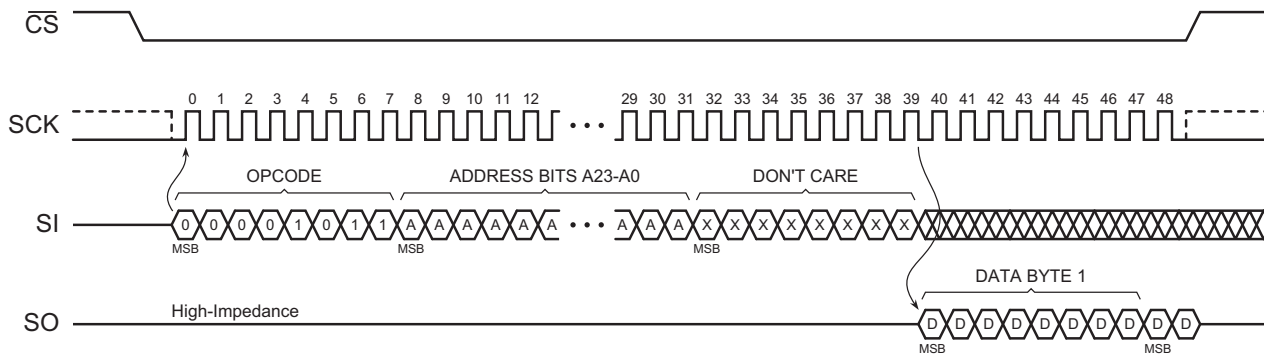 CS
0 1 2 3 4 5 6 7 8 9 10 11 12 29 30 31 32 33 34 35 36 37 38 39 40 41 42 43 44 45 46 47 48
SCK
OPCODE ADDRESS BITS A23-A0 DON'T CARE
SI 0 0 0 0 1 0 1 1 A A A A A A A A A X X X X X X X X
MSB MSB MSB
DATA BYTE 1
High-Impedance
SO D D D D D D D D D D
MSB MSB